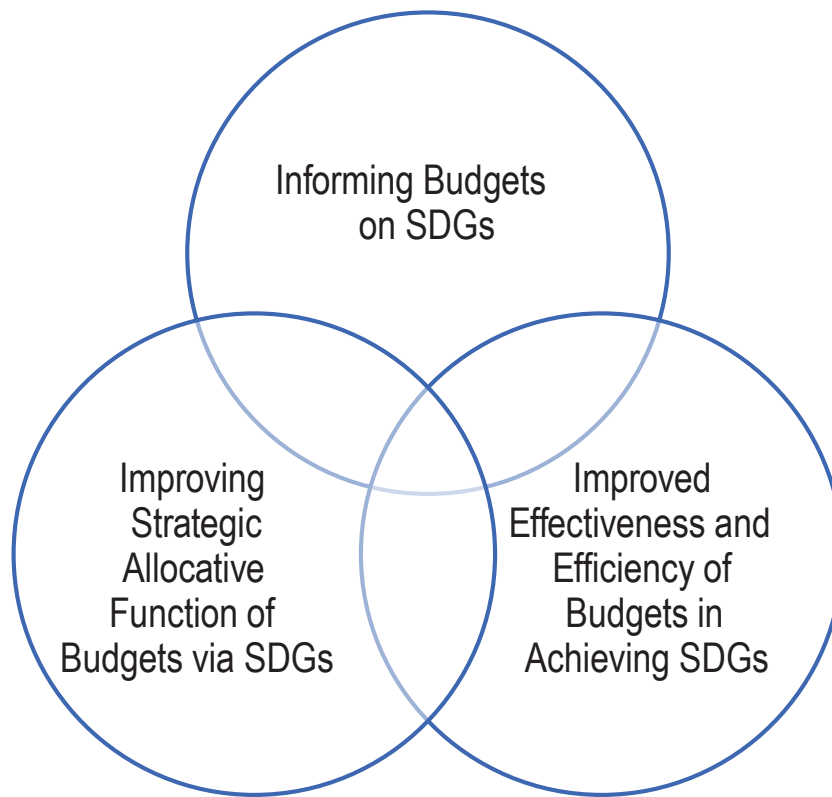 Informing Budgets
on SDGs
Improving
Strategic
Allocative
Function of
Budgets via SDGs
Improved
Effectiveness and
Efficiency of
Budgets in
Achieving SDGs